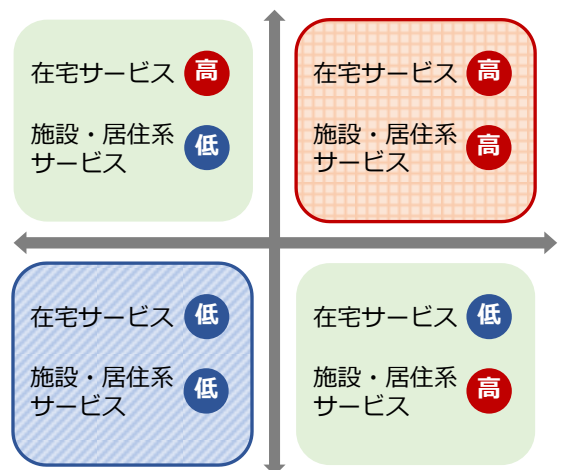 在宅サービス 高
施設・居住系
サービス 低
在宅サービス 高
施設・居住系
サービス 高
在宅サービス 低
施設・居住系
サービス 低
在宅サービス 低
施設・居住系
サービス 高